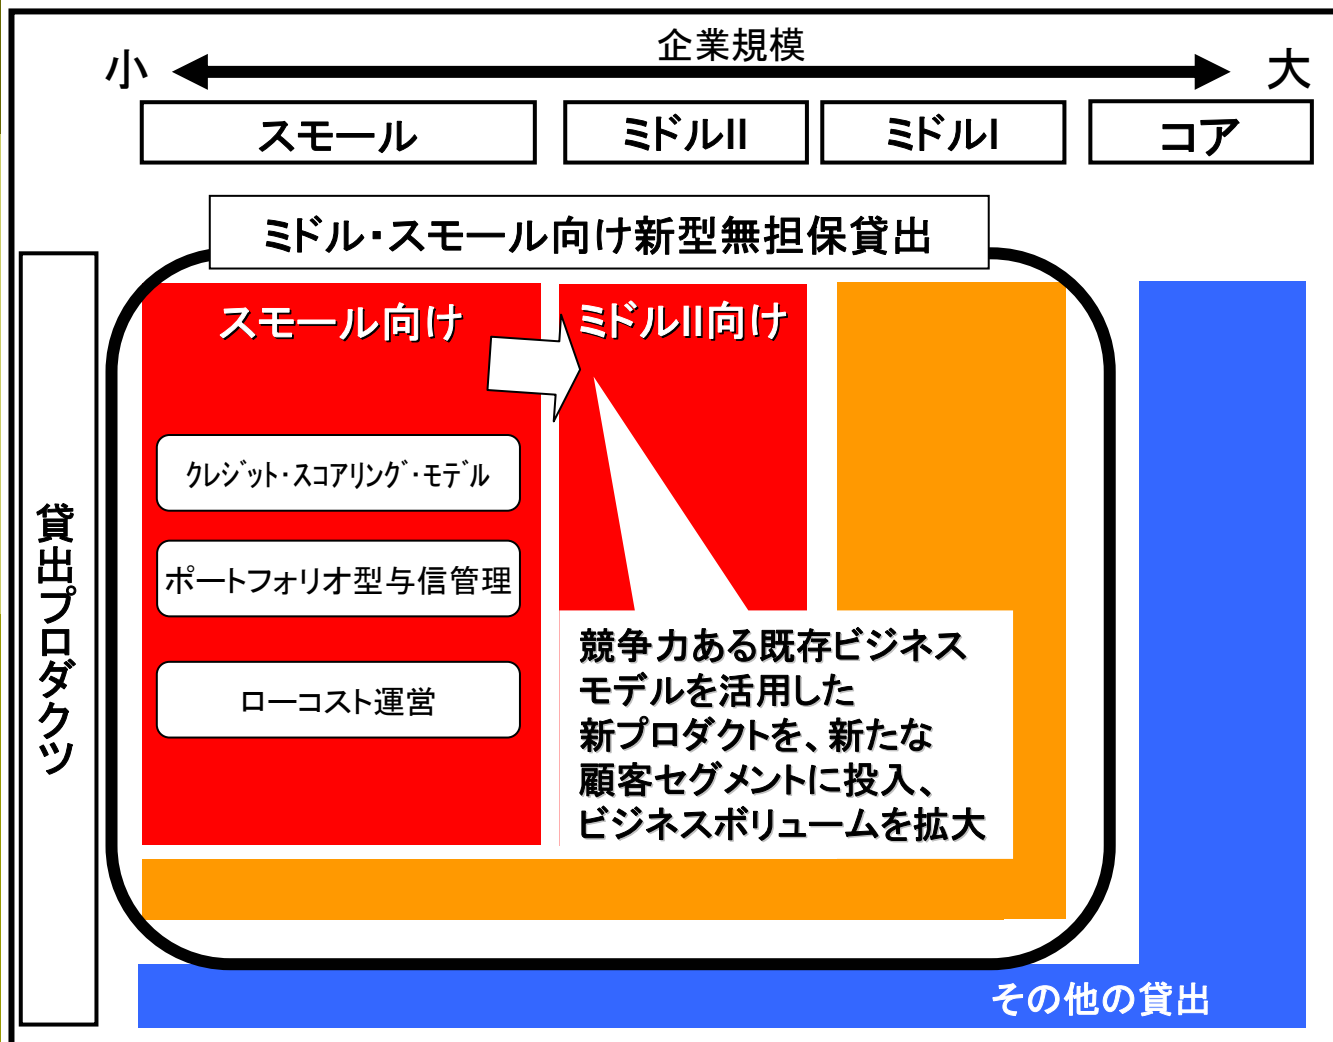 企業規模
小
大
スモール
ミドルII
ミドルI
コア
ミドル・スモール向け新型無担保貸出
貸出プロダクツ
スモール向け
ミドルII向け
ｸﾚｼﾞｯﾄ・ｽｺｱﾘﾝｸﾞ・ﾓﾃﾞﾙ
ポートフォリオ型与信管理
ローコスト運営
競争力ある既存ビジネス
モデルを活用した
新プロダクトを、新たな
顧客セグメントに投入、
ビジネスボリュームを拡大
その他の貸出